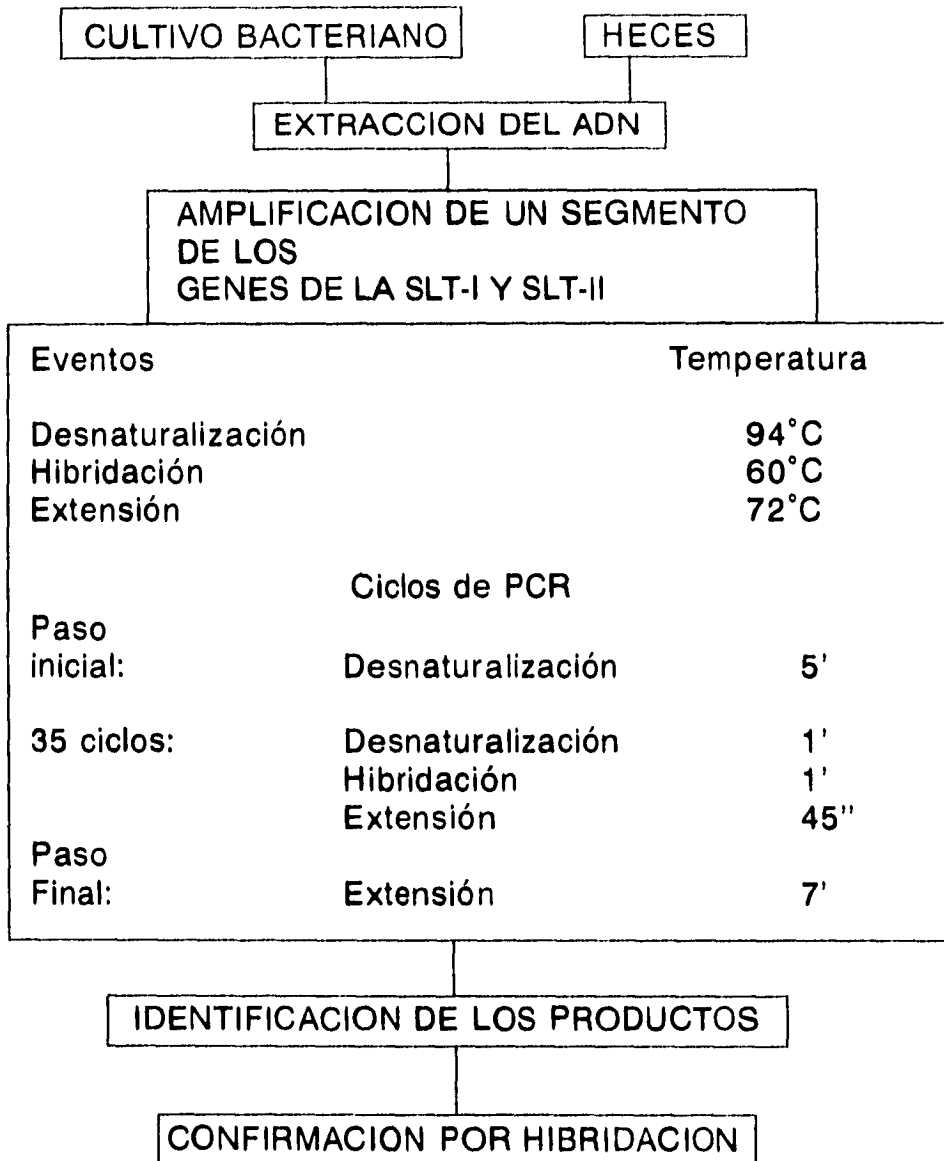 CULTIVO BACTERIANO HECES
EXTRACCION DEL ADN
AMPLIFICACION DE UN SEGMENTO
DE LOS
GENES DE LA SLT-I Y SLT-II
Eventos Temperatura
Desnaturalización 94°C
Hibridación 60°C
Extensión 72°C
Ciclos de PCR
Paso
inicial: Desnaturalización 5'
35 ciclos: Desnaturalización 1'
Hibridación 1'
Extensión 45"
Paso
Final: Extensión 7'
IDENTIFICACION DE LOS PRODUCTOS
CONFIRMACION POR HIBRIDACION